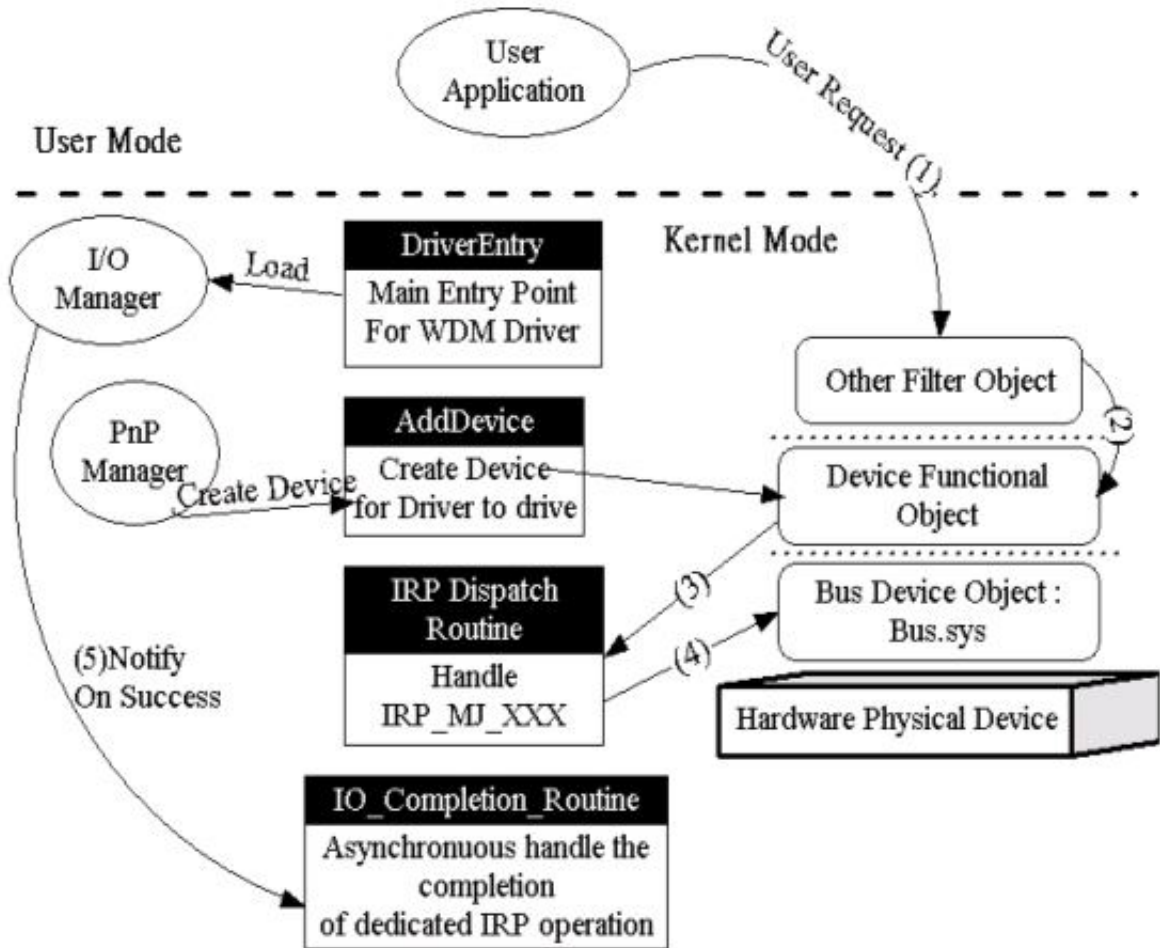 User
Application
User Request (1)
User Mode
Kernel Mode
I/O
Manager
Load
DriverEntry
Main Entry Point
For WDM Driver
Other Filter Object
(2)
PnP
Manager
Create Device
AddDevice
Create Device
for Driver to drive
Device Functional
Object
(3)
IRP Dispatch
Routine
Handle
IRP_MJ_XXX
(4)
Bus Device Object :
Bus.sys
Hardware Physical Device
(5)Notify
On Success
IO_Completion_Routine
Asynchronuous handle the
completion
of dedicated IRP operation